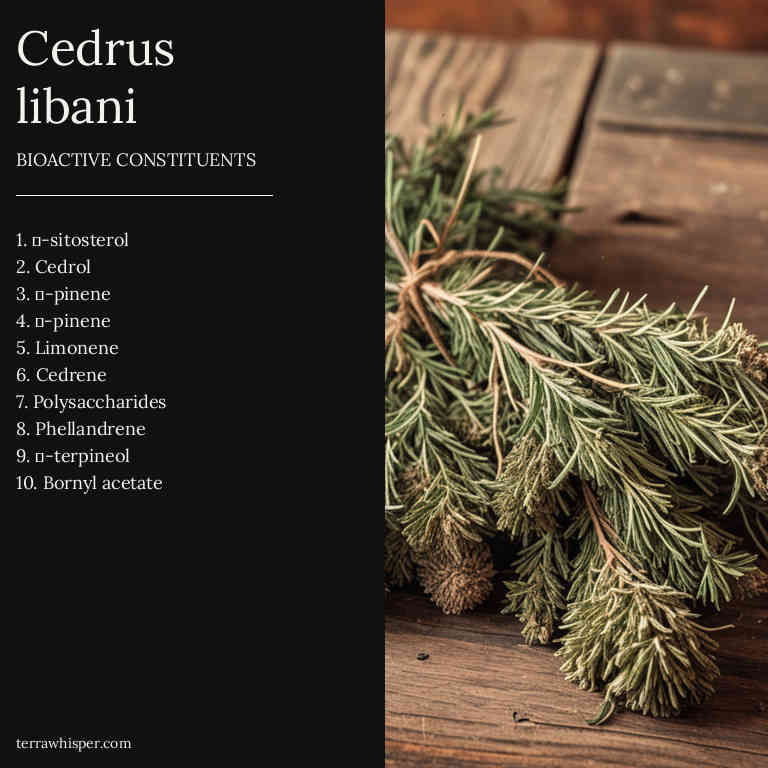 Cedrus
libani
BIOACTIVE CONSTITUENTS
1. □-sitosterol
2. Cedrol
3. □-pinene
4. □-pinene
5. Limonene
6. Cedrene
7. Polysaccharides
8. Phellandrene
9. □-terpineol
10. Bornyl acetate
terrawhisper.com